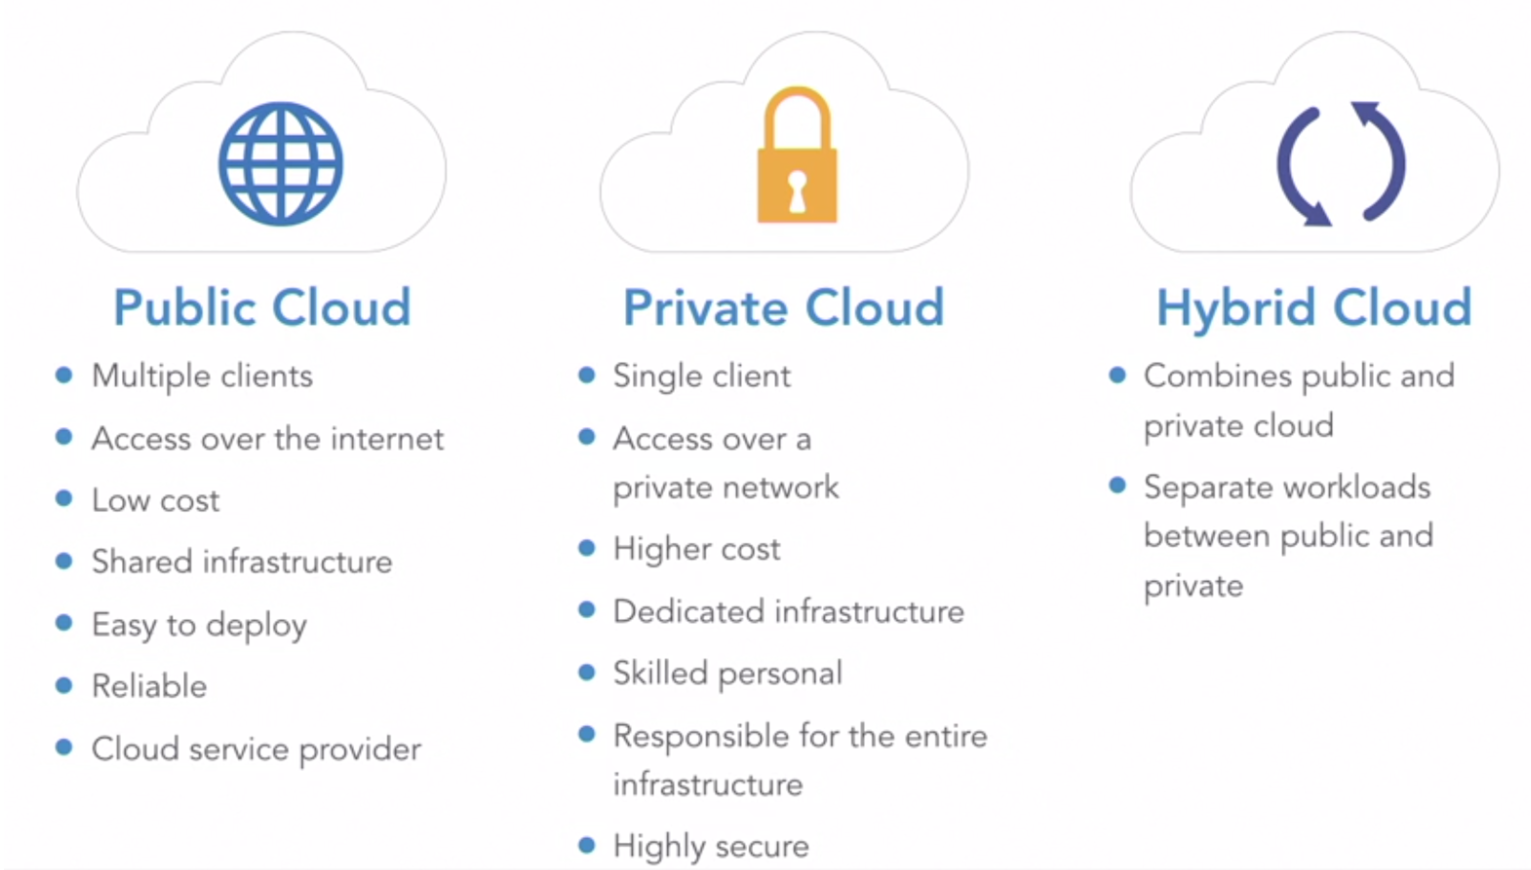 Public Cloud
Multiple clients
Access over the internet
Low cost
Shared infrastructure
Easy to deploy
Reliable
Cloud service provider
Private Cloud
Single client
Access over a
private network
Higher cost
Dedicated infrastructure
Skilled personal
Responsible for the entire
infrastructure
Highly secure
Hybrid Cloud
Combines public and
private cloud
Separate workloads
between public and
private